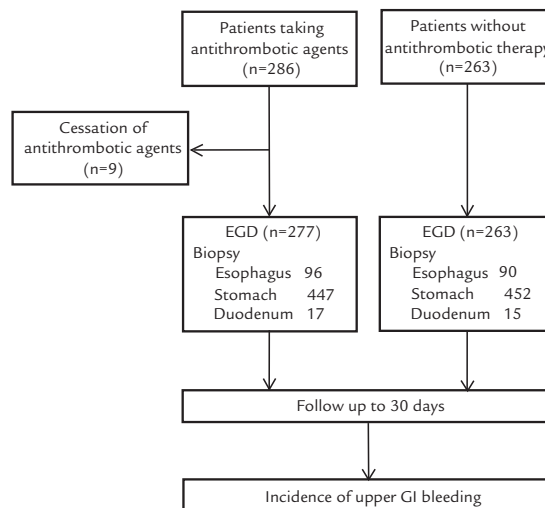 Patients taking
antithrombotic agents
(n=286)
Patients without
antithrombotic therapy
(n=263)
Cessation of
antithrombotic agents
(n=9)
EGD (n=277)
Biopsy
Esophagus 96
Stomach 447
Duodenum 17
EGD (n=263)
Biopsy
Esophagus 90
Stomach 452
Duodenum 15
Follow up to 30 days
Incidence of upper GI bleeding